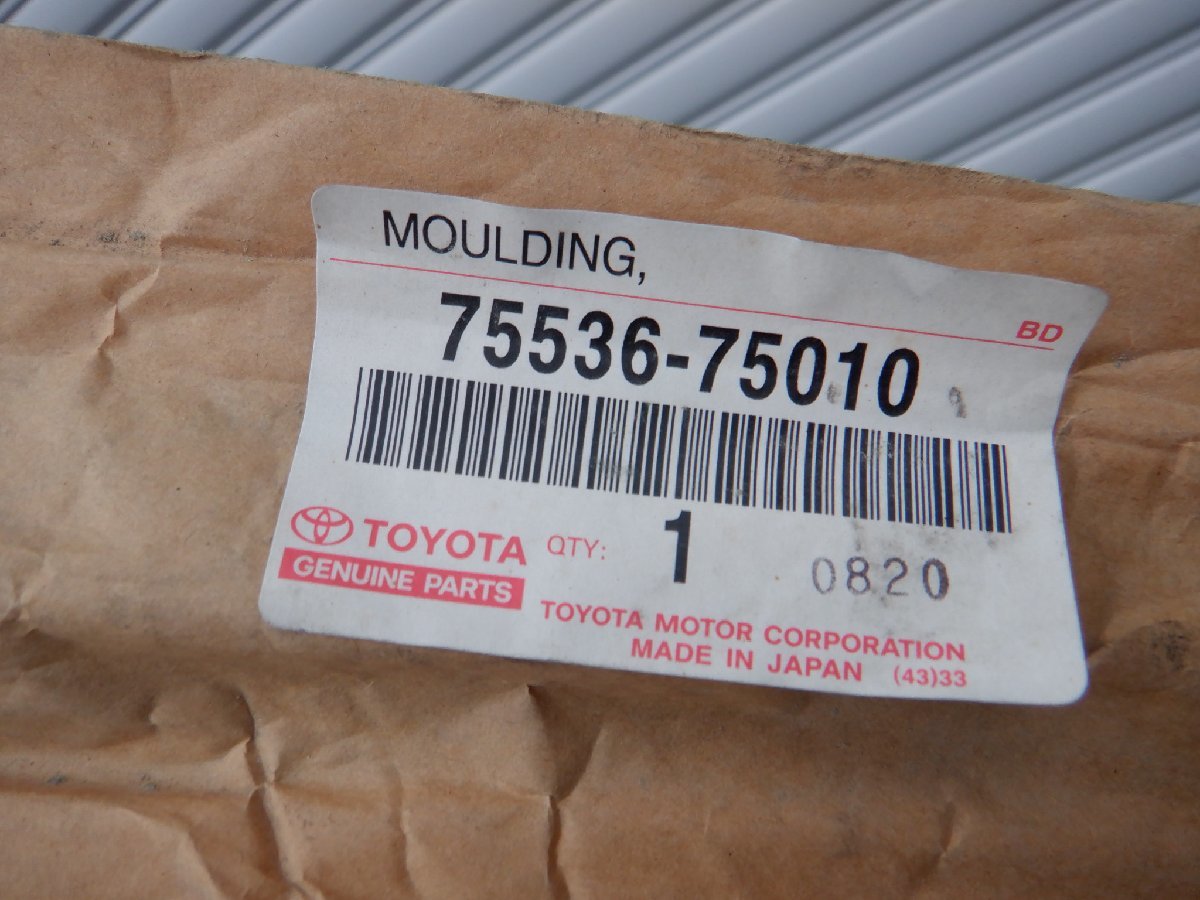 MOULDING,
BD
75536-75010
TOYOTA QTY: 1
GENUINE PARTS
0820
TOYOTA MOTOR CORPORATION
MADE IN JAPAN (43)33